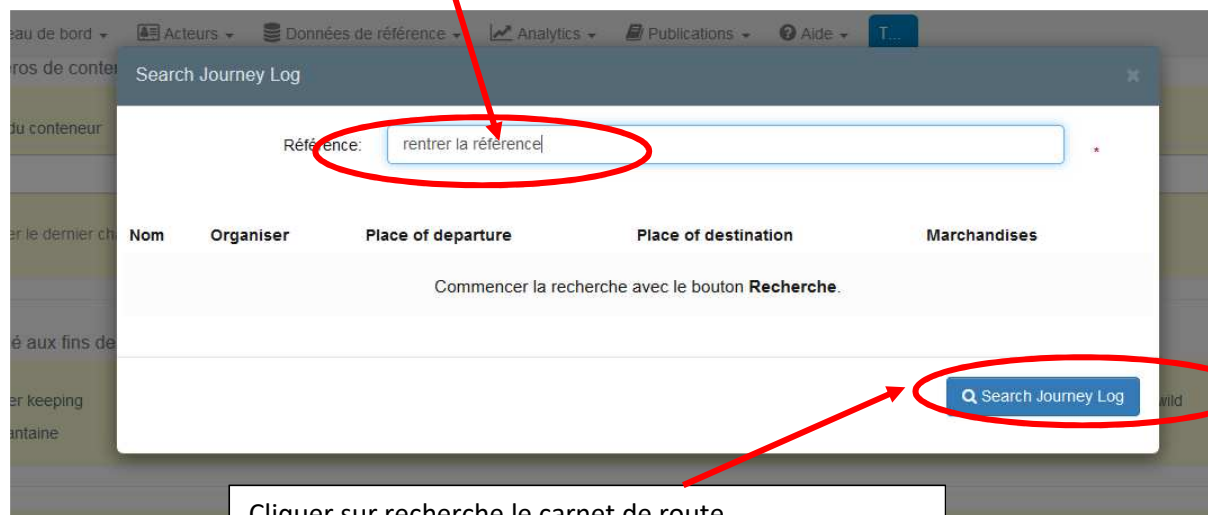 eau de bord Acteurs Données de référence Analytics Publications Aide T...
ros de conte
Search Journey Log ×
du conteneur
Référence: rentrer la référence *
er le dernier ch
Nom Organiser Place of departure Place of destination Marchandises
Commencer la recherche avec le bouton Recherche.
é aux fins de
er keeping
Search Journey Log
wild
antaine
Cliquer sur recherche le carnet de route